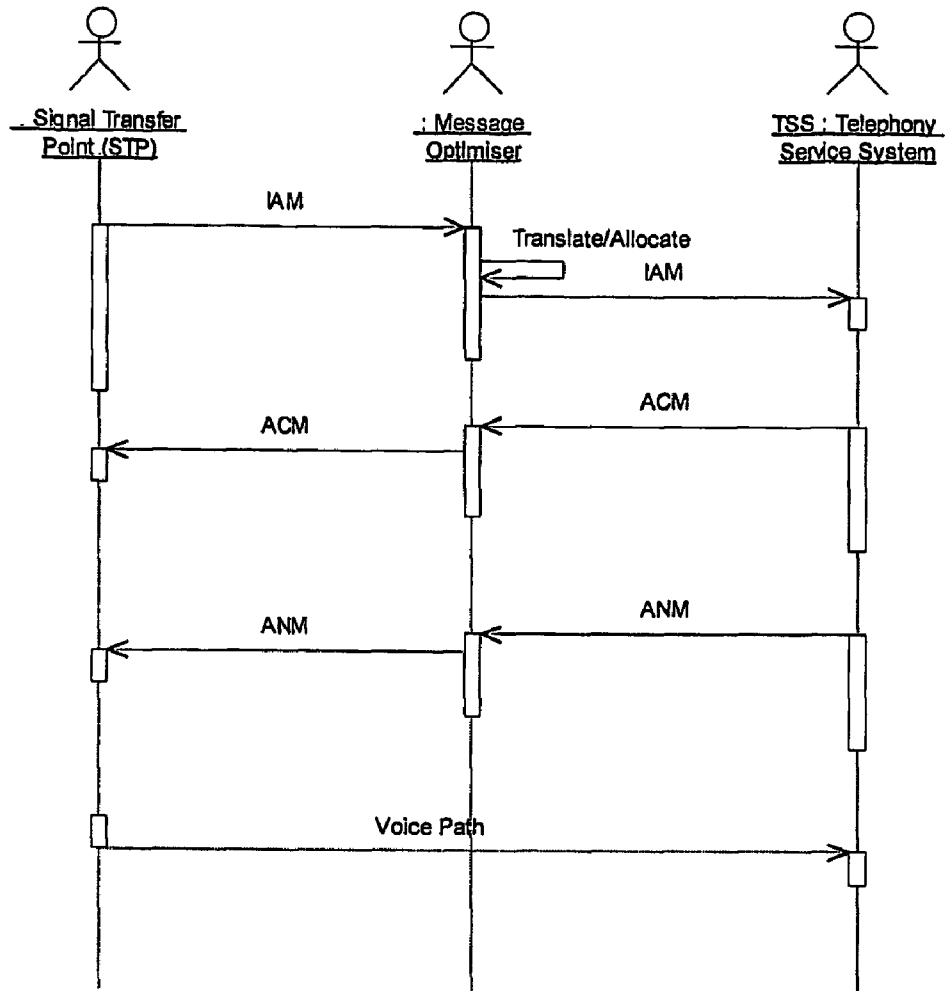 : Signal Transfer
Point (STP)
: Message
Optimiser
TSS : Telephony
Service System
IAM
Translate/Allocate
IAM
ACM
ACM
ANM
ANM
Voice Path